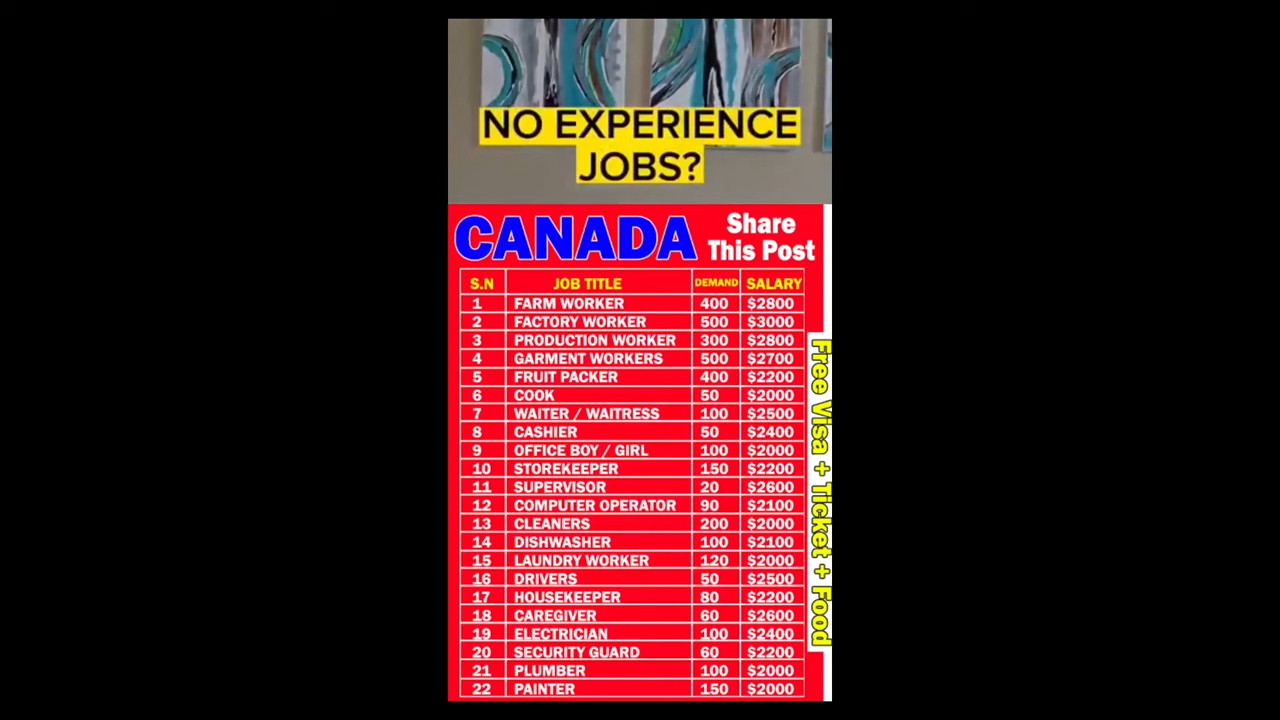 NO EXPERIENCE
JOBS?
CANADA
Share
This Post
S.N JOB TITLE DEMAND SALARY
1 FARM WORKER 400 $2800
2 FACTORY WORKER 500 $3000
3 PRODUCTION WORKER 300 $2800
4 GARMENT WORKERS 500 $2700
5 FRUIT PACKER 400 $2200
6 COOK 50 $2000
7 WAITER / WAITRESS 100 $2500
8 CASHIER 50 $2400
9 OFFICE BOY / GIRL 100 $2000
10 STOREKEEPER 150 $2200
11 SUPERVISOR 20 $2600
12 COMPUTER OPERATOR 90 $2100
13 CLEANERS 200 $2000
14 DISHWASHER 100 $2100
15 LAUNDRY WORKER 120 $2000
16 DRIVERS 50 $2500
17 HOUSEKEEPER 80 $2200
18 CAREGIVER 60 $2600
19 ELECTRICIAN 100 $2400
20 SECURITY GUARD 60 $2200
21 PLUMBER 100 $2000
22 PAINTER 150 $2000
Free Visa + Ticket + Food